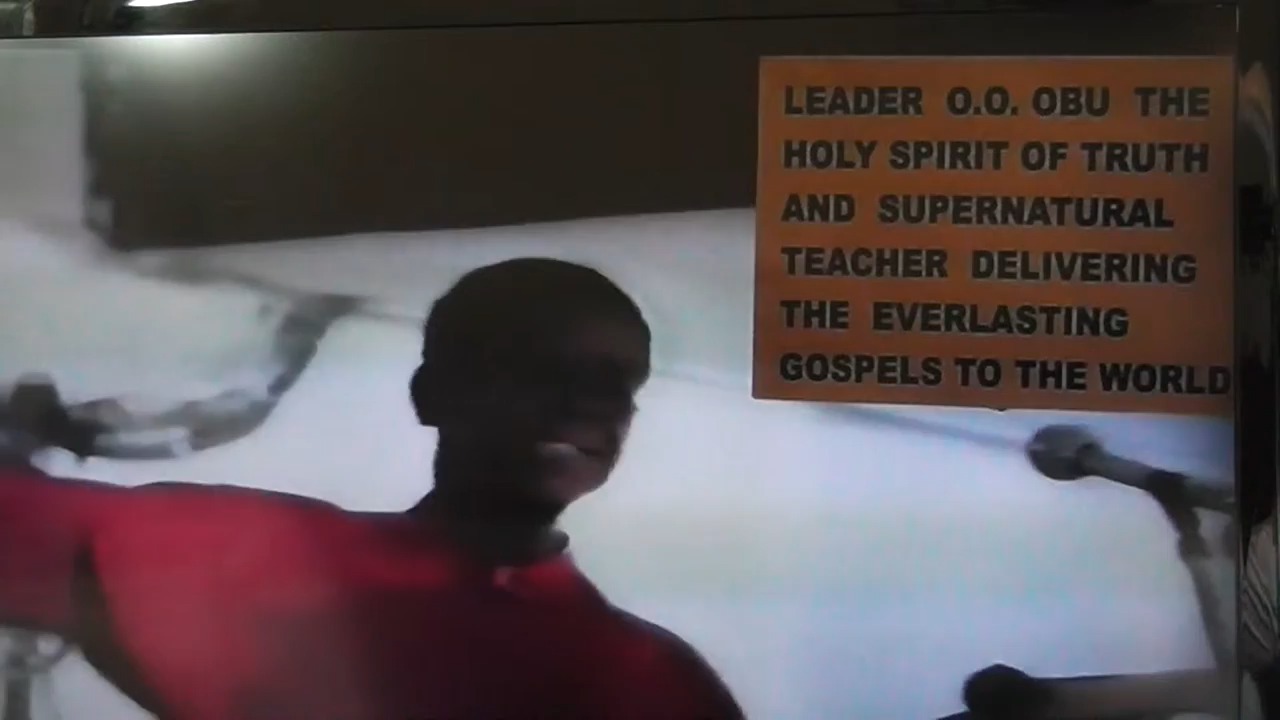 LEADER O.O. OBU THE
HOLY SPIRIT OF TRUTH
AND SUPERNATURAL
TEACHER DELIVERING
THE EVERLASTING
GOSPELS TO THE WORLD